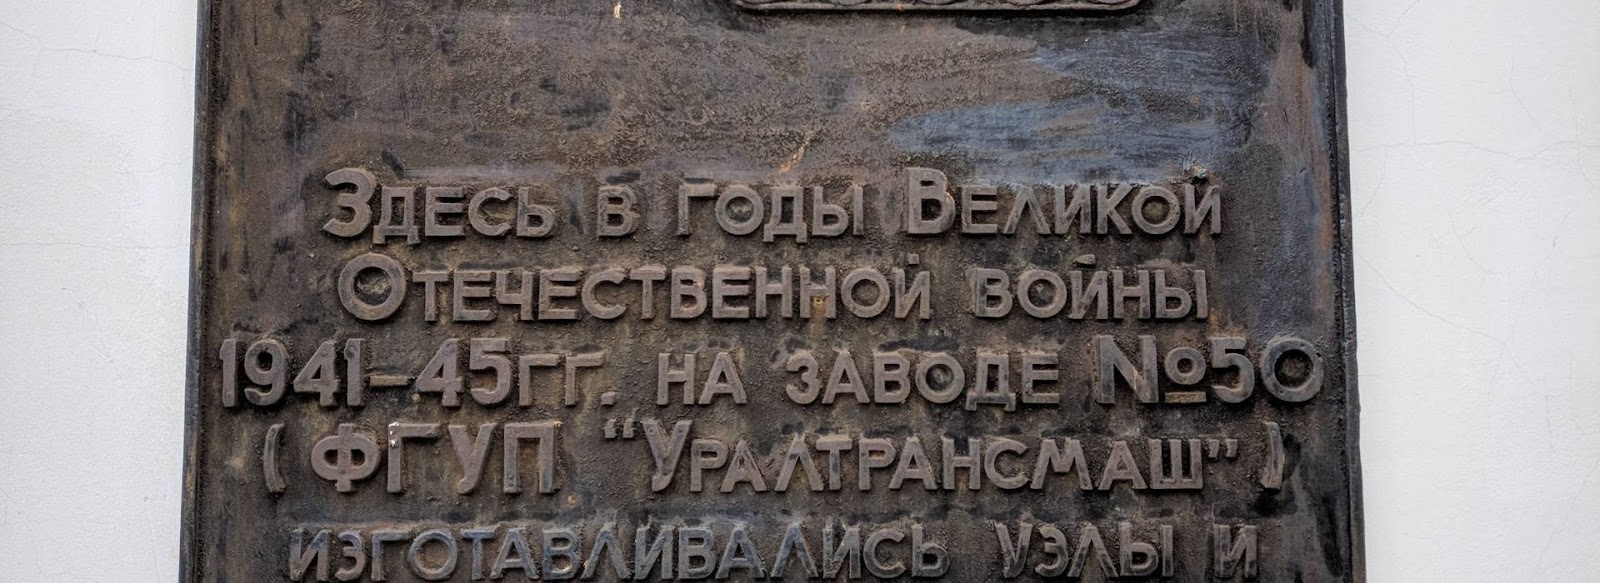 Здесь в годы Великой
Отечественной войны
1941-45гг. на заводе №50
(ФГУП "Уралтрансмаш")
изготавливались узлы и